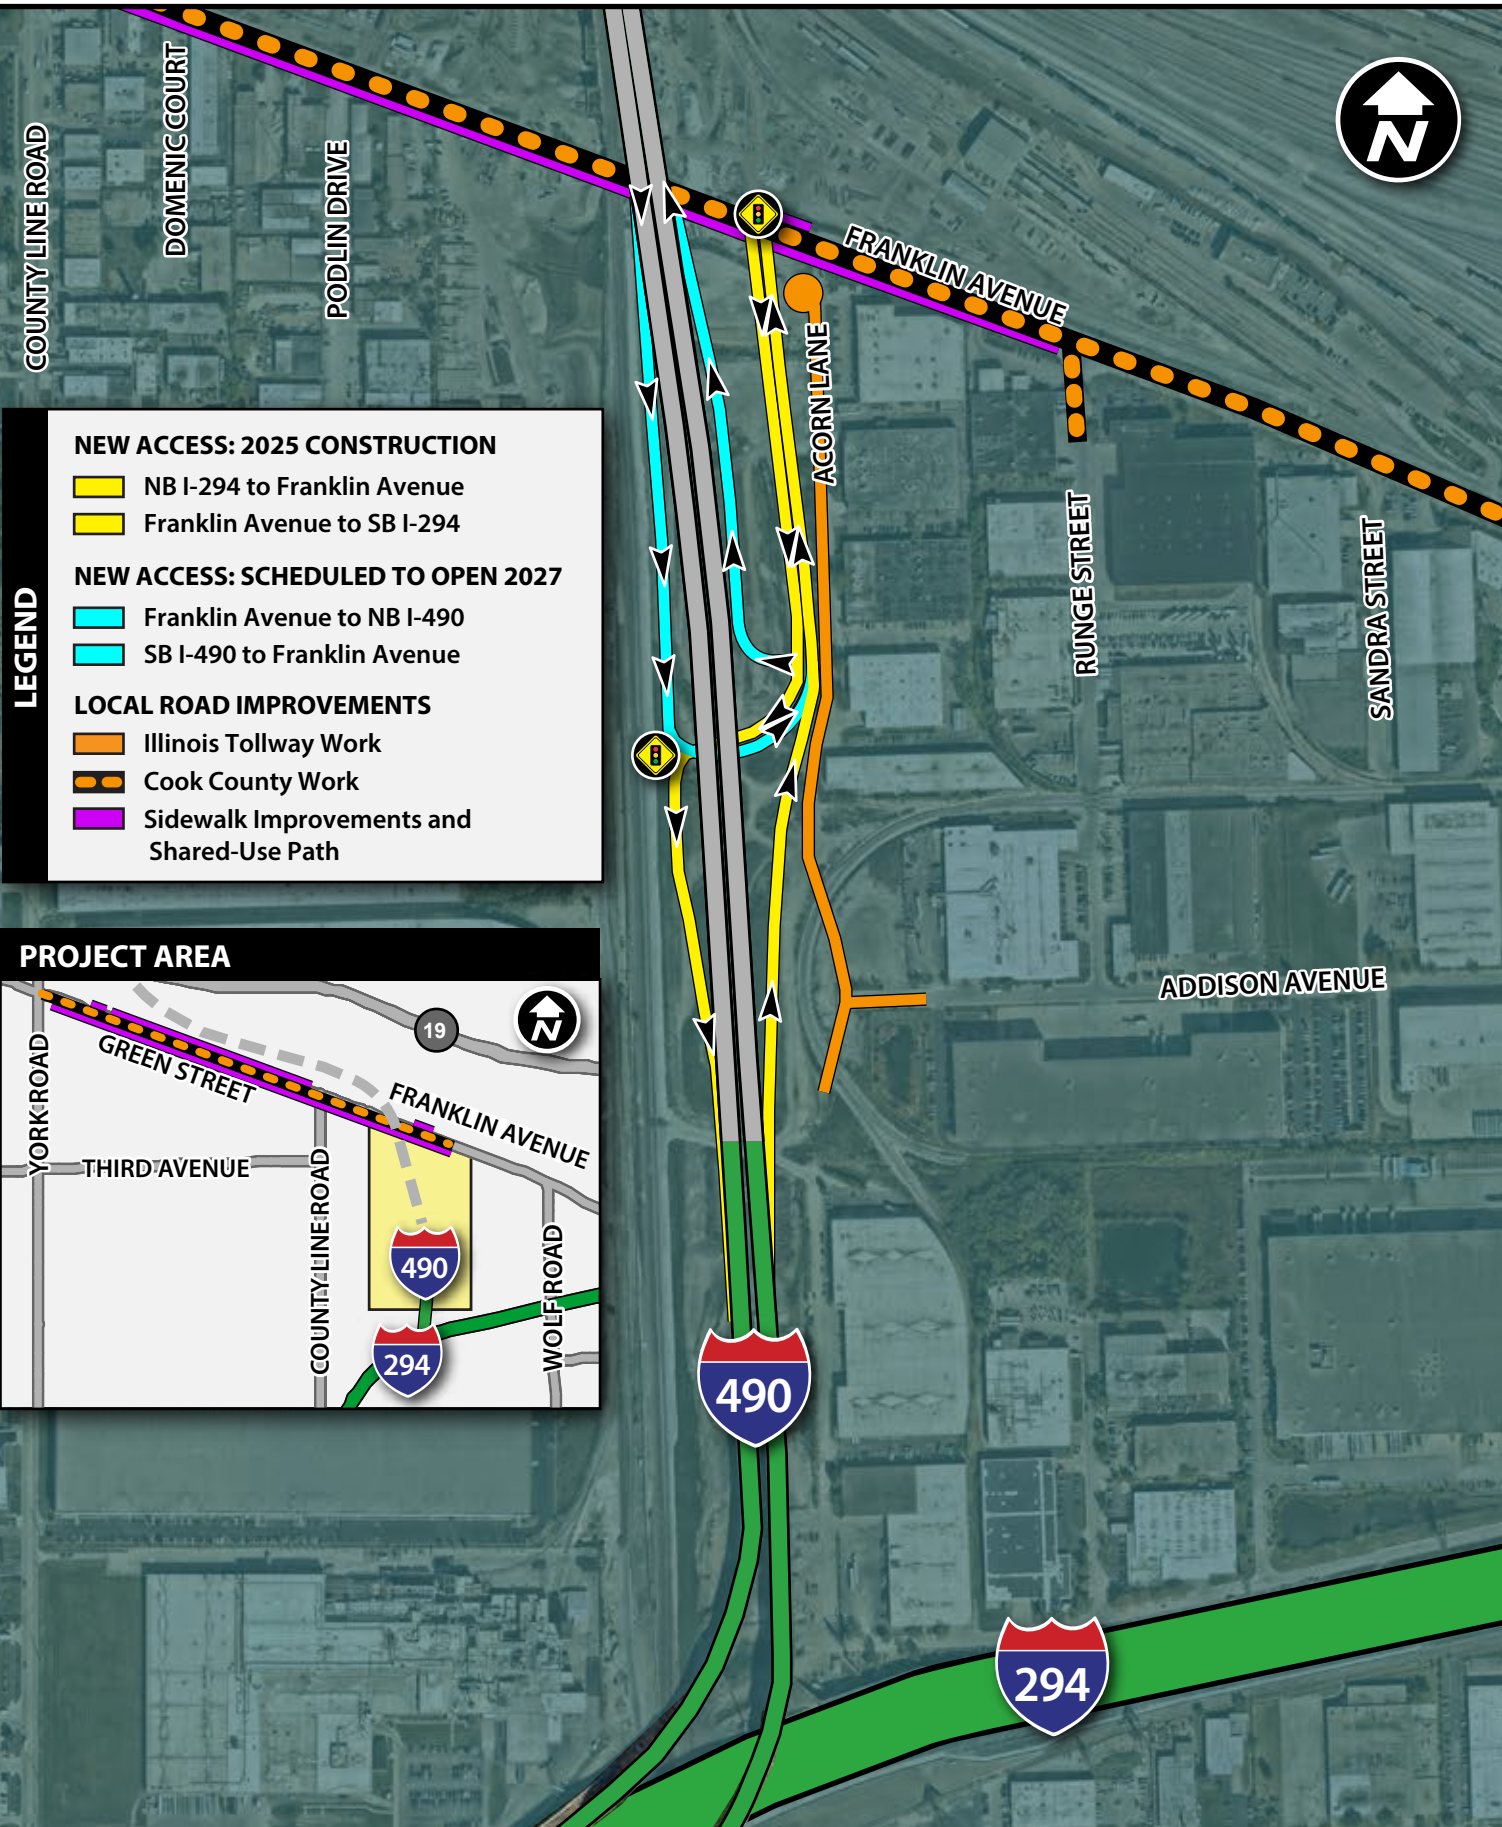 COUNTY LINE ROAD
DOMENIC COURT
PODLIN DRIVE
N
FRANKLIN AVENUE
ACORN LANE
RUNGE STREET
SANDRA STREET
ADDISON AVENUE
LEGEND
NEW ACCESS: 2025 CONSTRUCTION
NB I-294 to Franklin Avenue
Franklin Avenue to SB I-294
NEW ACCESS: SCHEDULED TO OPEN 2027
Franklin Avenue to NB I-490
SB I-490 to Franklin Avenue
LOCAL ROAD IMPROVEMENTS
Illinois Tollway Work
Cook County Work
Sidewalk Improvements and
Shared-Use Path
PROJECT AREA
19
N
YORK ROAD
GREEN STREET
FRANKLIN AVENUE
THIRD AVENUE
COUNTY LINE ROAD
WOLF ROAD
490
294
490
294